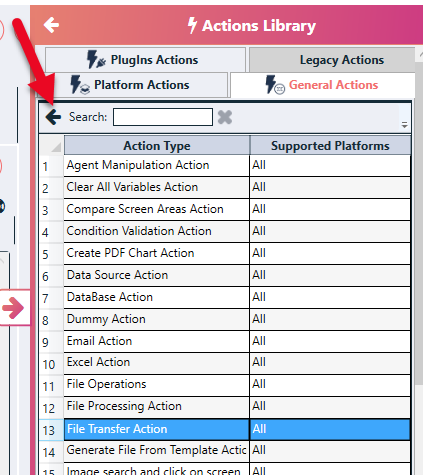 Actions Library
PlugIns Actions Legacy Actions
Platform Actions General Actions
Search:
Action Type Supported Platforms
1 Agent Manipulation Action All
2 Clear All Variables Action All
3 Compare Screen Areas Action All
4 Condition Validation Action All
5 Create PDF Chart Action All
6 Data Source Action All
7 DataBase Action All
8 Dummy Action All
9 Email Action All
10 Excel Action All
11 File Operations All
12 File Processing Action All
13 File Transfer Action All
14 Generate File From Template Actic All
15 Image search and click on screen All